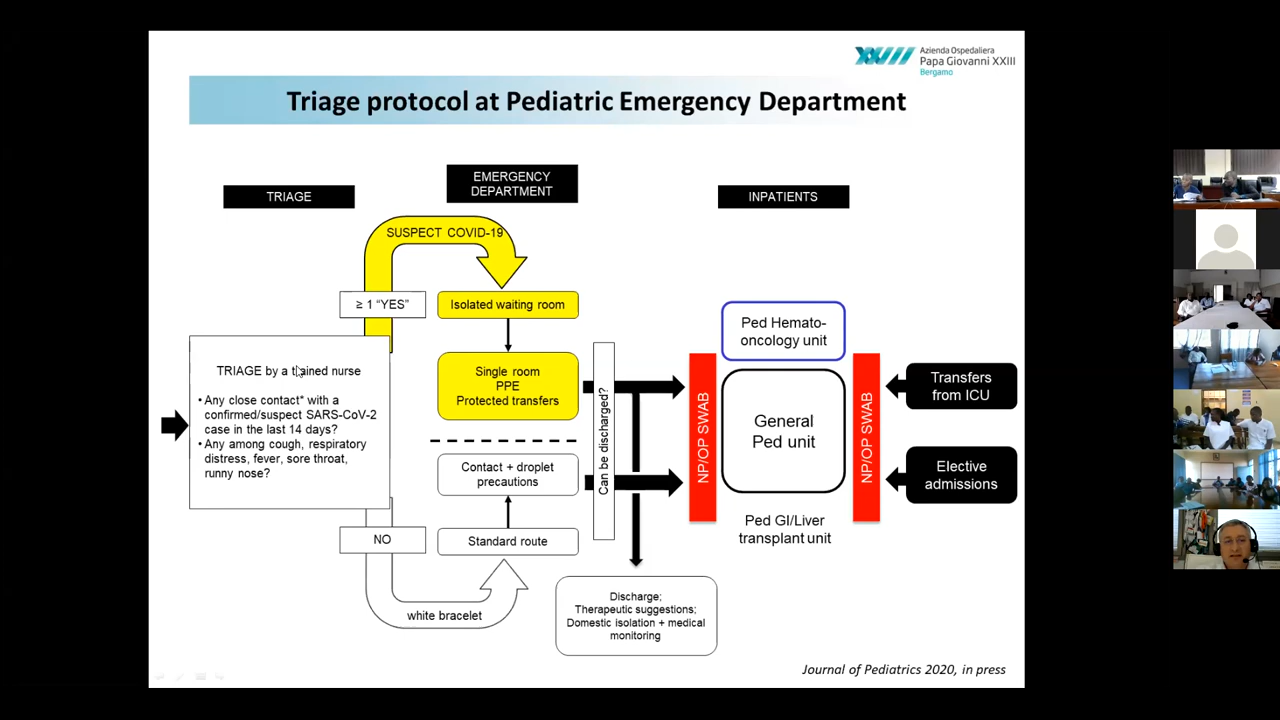 XXIII
Azienda Ospedaliera
Papa Giovanni XXIII
Bergamo
Triage protocol at Pediatric Emergency Department
TRIAGE
EMERGENCY
DEPARTMENT
INPATIENTS
SUSPECT COVID-19
≥ 1 “YES”
Isolated waiting room
TRIAGE by a trained nurse
• Any close contact* with a
confirmed/suspect SARS-CoV-2
case in the last 14 days?
• Any among cough, respiratory
distress, fever, sore throat,
runny nose?
Single room
PPE
Protected transfers
Contact + droplet
precautions
Standard route
NO
white bracelet
Can be discharged?
Discharge;
Therapeutic suggestions;
Domestic isolation + medical
monitoring
NP/OP SWAB
Ped Hemato-
oncology unit
General
Ped unit
Ped GI/Liver
transplant unit
NP/OP SWAB
Transfers
from ICU
Elective
admissions
Journal of Pediatrics 2020, in press